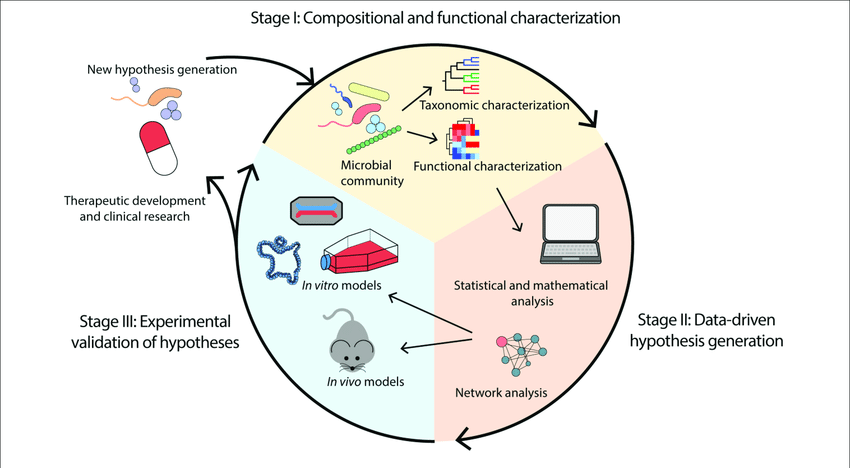 Stage I: Compositional and functional characterization
New hypothesis generation
Taxonomic characterization
Microbial
community
Functional characterization
Therapeutic development
and clinical research
In vitro models
Statistical and mathematical
analysis
Stage III: Experimental
validation of hypotheses
Stage II: Data-driven
hypothesis generation
In vivo models
Network analysis